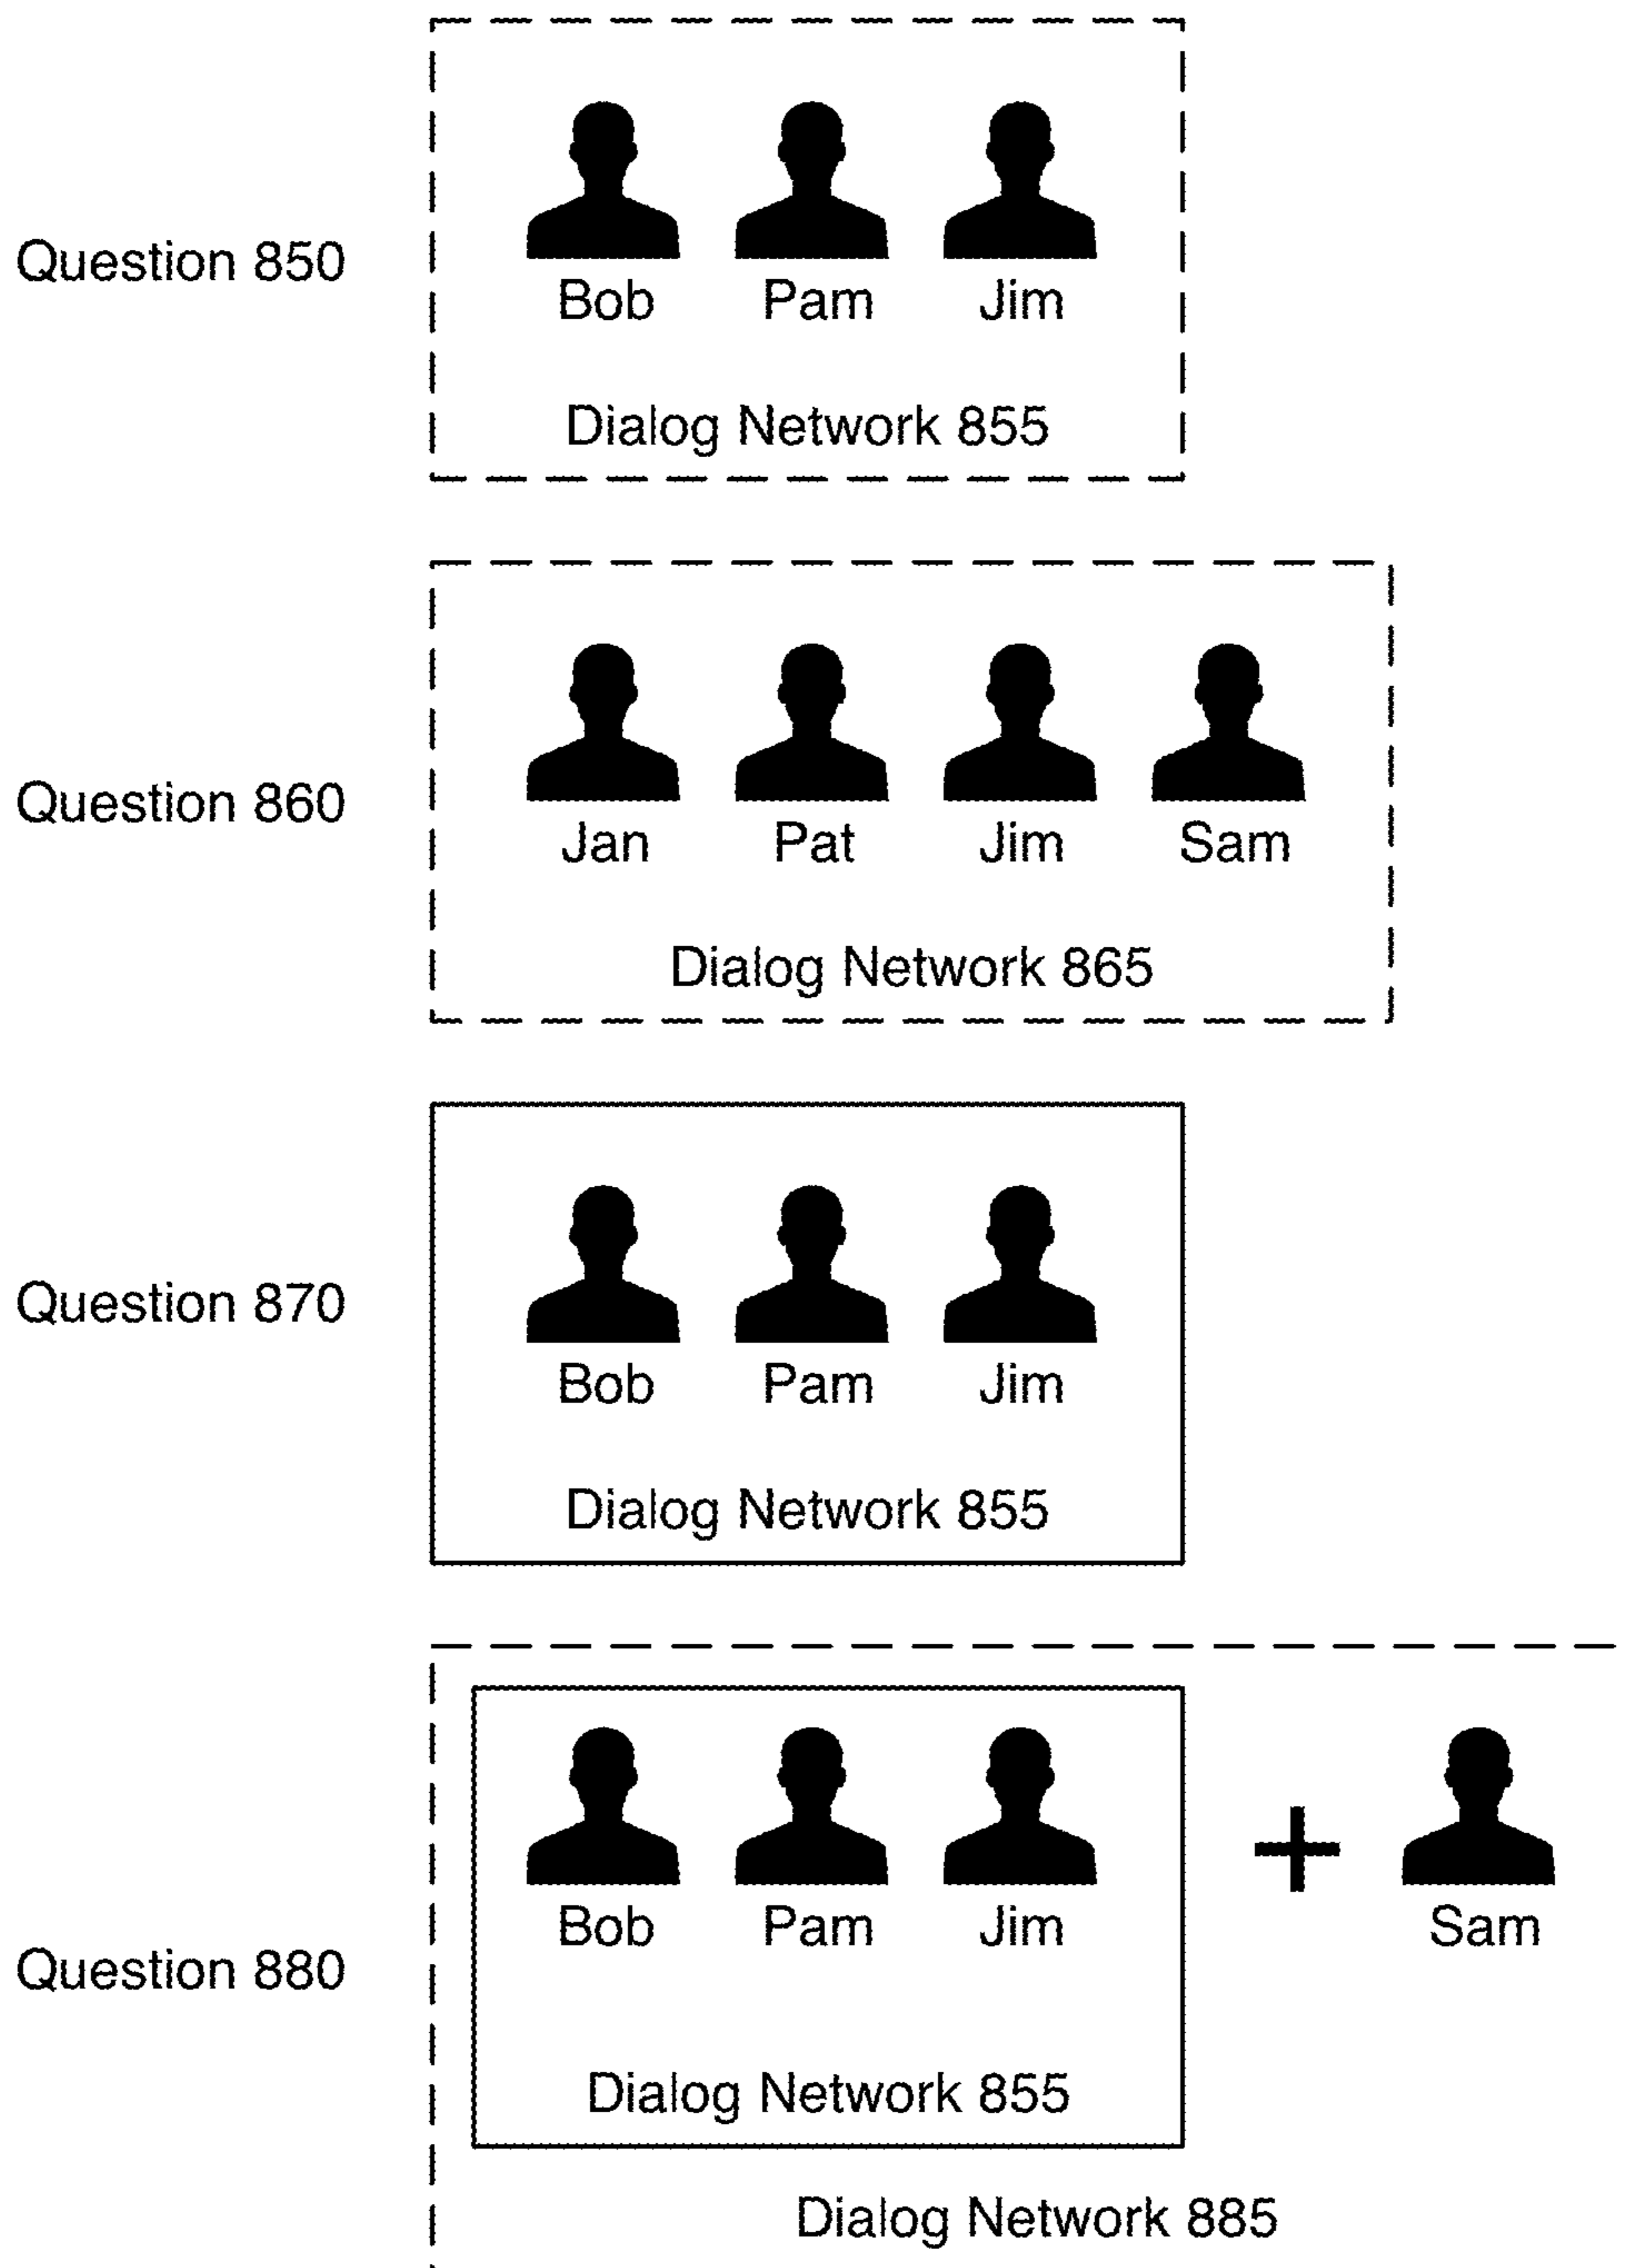 Question 850
Bob Pam Jim
Dialog Network 855
Question 860
Jan Pat Jim Sam
Dialog Network 865
Question 870
Bob Pam Jim
Dialog Network 855
Question 880
Bob Pam Jim + Sam
Dialog Network 855
Dialog Network 885